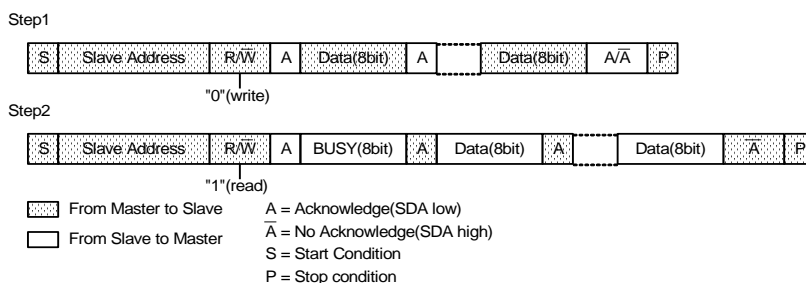 Step1
S Slave Address R/W̅ A Data(8bit) A Data(8bit) A/A̅ P
"0"(write)
Step2
S Slave Address R/W̅ A BUSY(8bit) A Data(8bit) A Data(8bit) A̅ P
"1"(read)
From Master to Slave
From Slave to Master
A = Acknowledge(SDA low)
A̅ = No Acknowledge(SDA high)
S = Start Condition
P = Stop condition